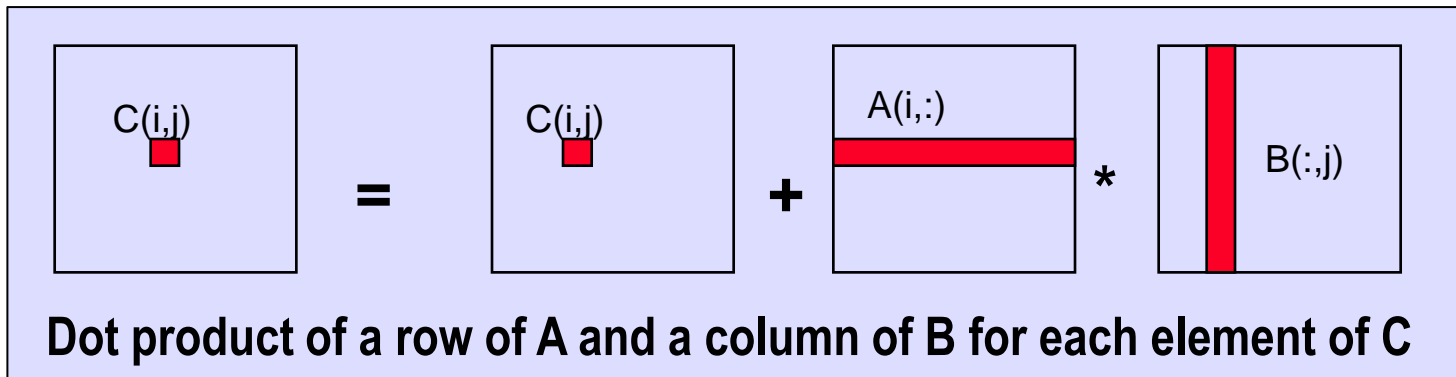 C(i,j) = C(i,j) + A(i,:) * B(:,j)
Dot product of a row of A and a column of B for each element of C